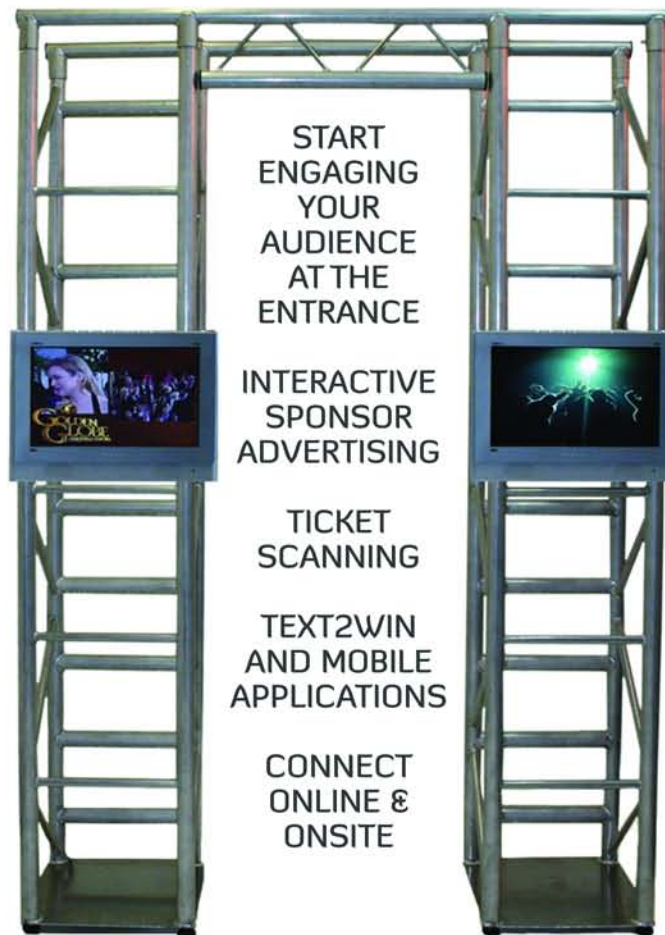 START
ENGAGING
YOUR
AUDIENCE
AT THE
ENTRANCE
INTERACTIVE
SPONSOR
ADVERTISING
TICKET
SCANNING
TEXT2WIN
AND MOBILE
APPLICATIONS
CONNECT
ONLINE &
ONSITE
GOLDEN
GLOBE